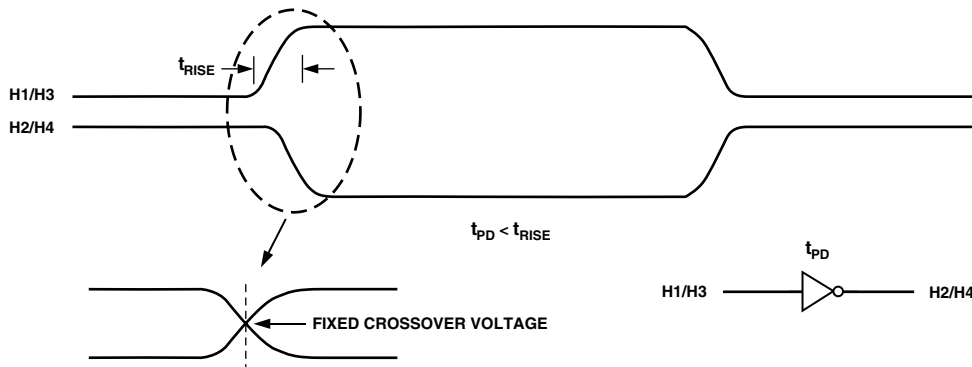 tRISE
H1/H3
H2/H4
tPD < tRISE
tPD
H1/H3
H2/H4
FIXED CROSSOVER VOLTAGE